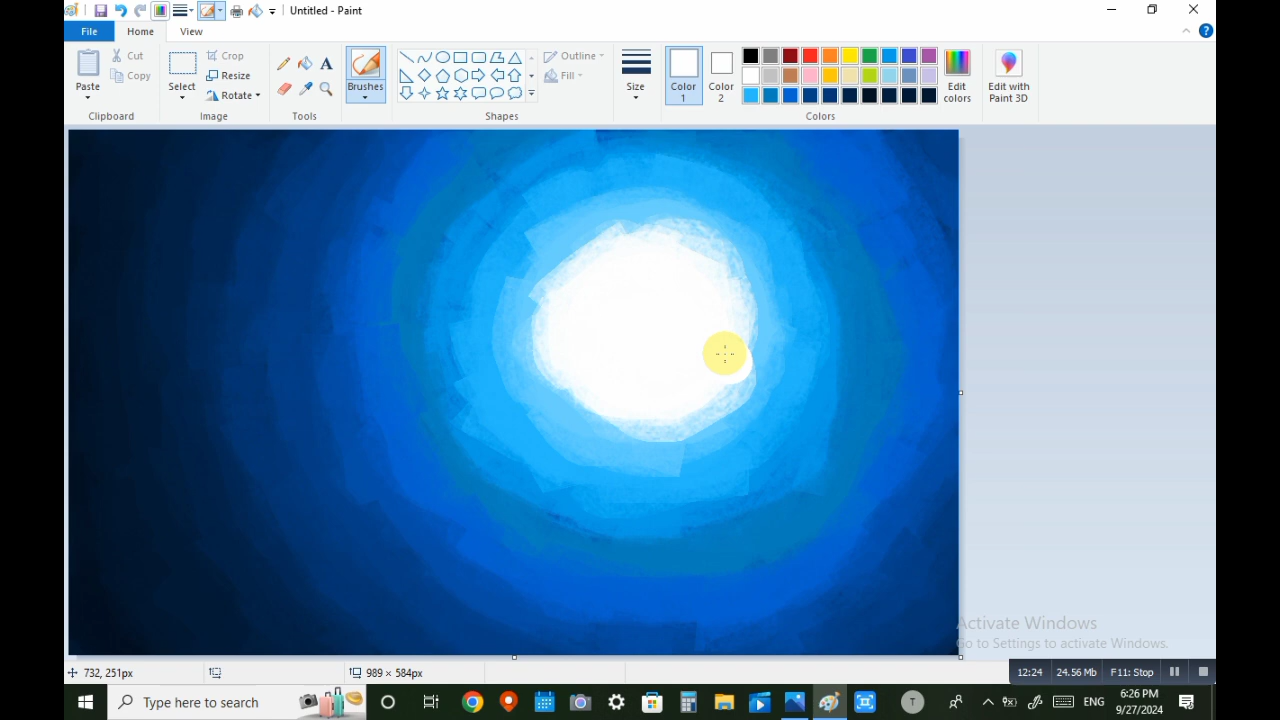 Untitled - Paint
File
Home
View
Paste
Cut
Copy
Clipboard
Select
Crop
Resize
Rotate
Image
Tools
Brushes
Shapes
Outline
Fill
Size
Color 1
Color 2
Colors
Edit colors
Edit with Paint 3D
Activate Windows
Go to Settings to activate Windows.
732, 251px
989 × 584px
12:24
24.56 Mb
F11: Stop
Type here to search
T
ENG
6:26 PM
9/27/2024